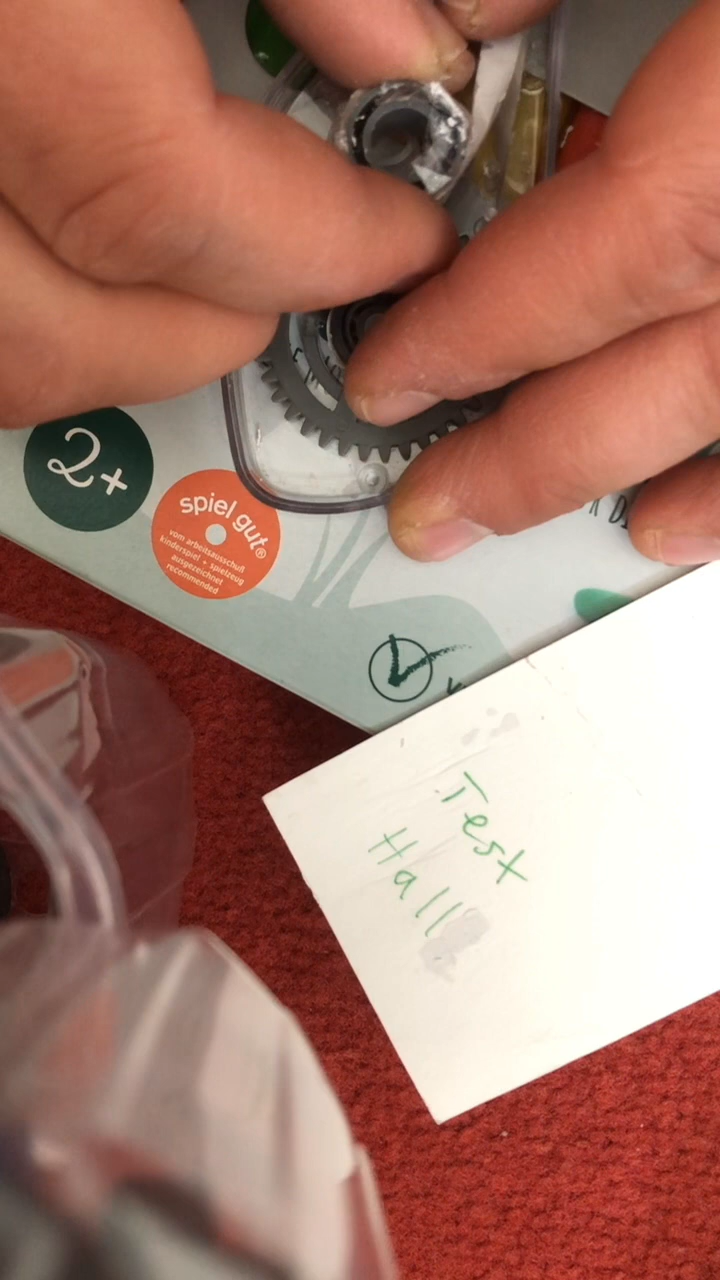 2+
spiel gut®
vom arbeitsausschuß
kinderspiel + spielzeug
ausgezeichnet
recommended
Test
Hall